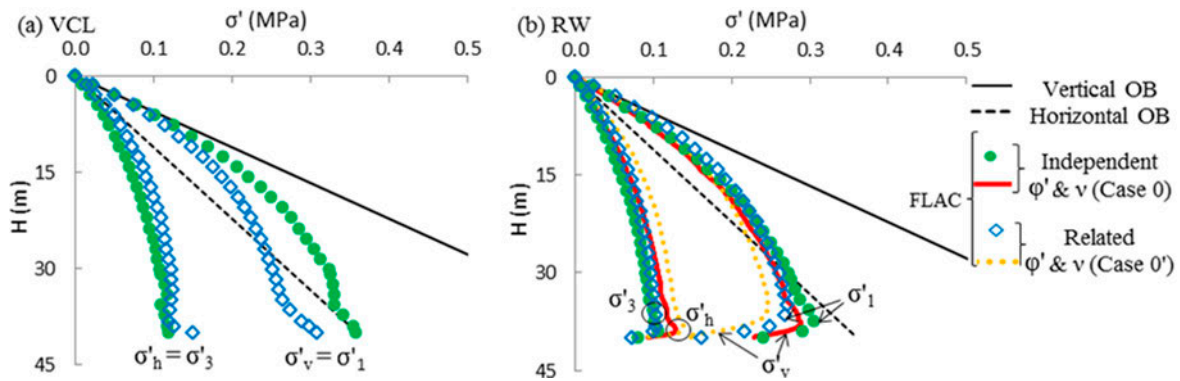 (a) VCL
σ' (MPa)
0.0 0.1 0.2 0.3 0.4 0.5
0
15
30
45
H (m)
σ'h = σ'3
σ'v = σ'1
(b) RW
σ' (MPa)
0.0 0.1 0.2 0.3 0.4 0.5
0
15
30
45
H (m)
σ'3
σ'h
σ'1
σ'v
Vertical OB
Horizontal OB
FLAC
Independent
φ' & ν (Case 0)
Related
φ' & ν (Case 0')